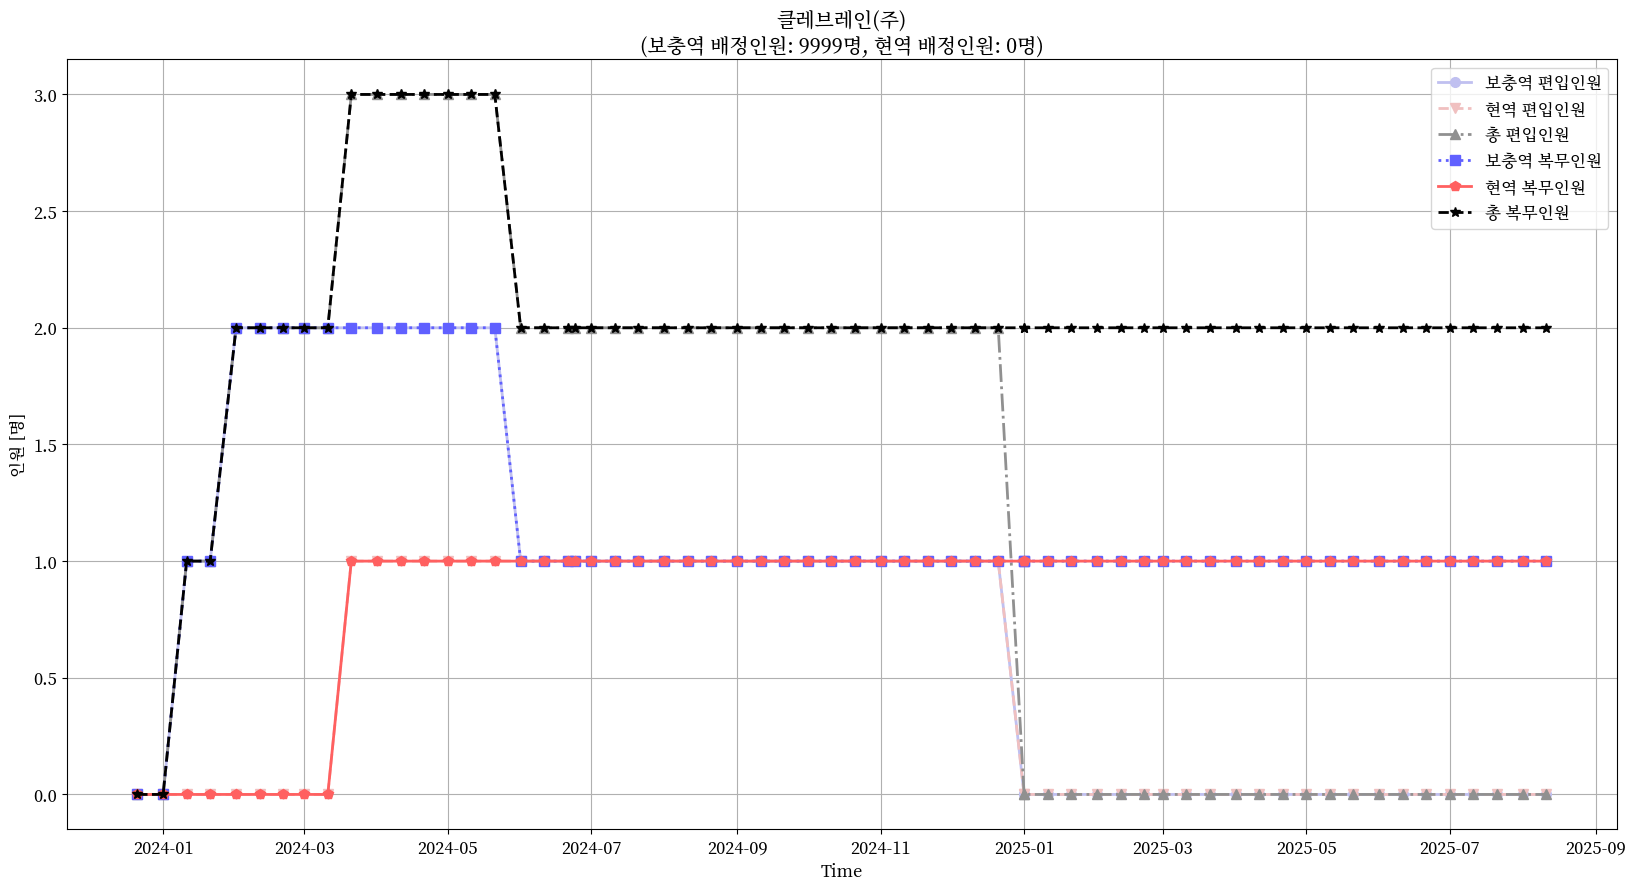 클레브레인(주)
(보충역 배정인원: 9999명, 현역 배정인원: 0명)
보충역 편입인원
현역 편입인원
총 편입인원
보충역 복무인원
현역 복무인원
총 복무인원
인원 [명]
3.0
2.5
2.0
1.5
1.0
0.5
0.0
2024-01
2024-03
2024-05
2024-07
2024-09
2024-11
2025-01
2025-03
2025-05
2025-07
2025-09
Time